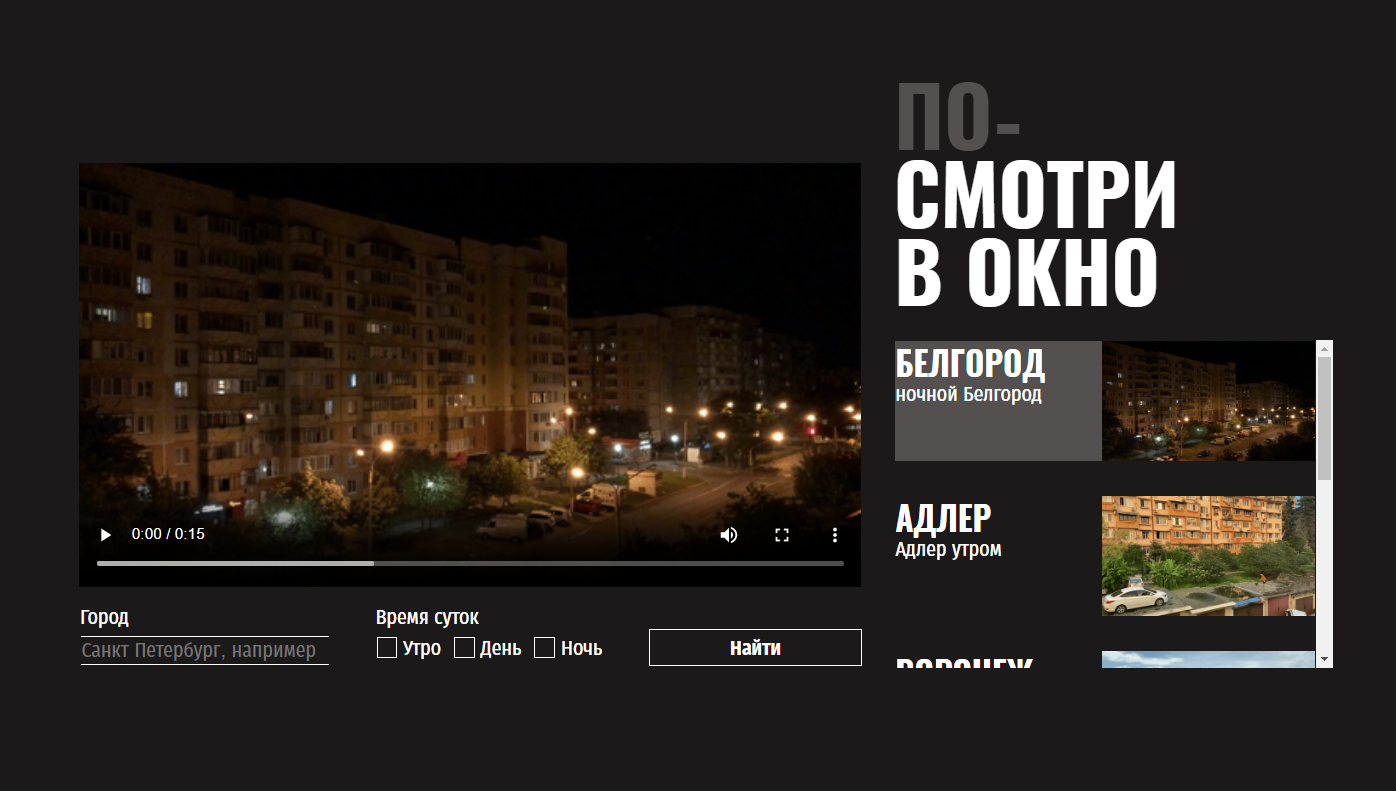 ПО-
СМОТРИ
В ОКНО
0:00 / 0:15
Город
Санкт Петербург, например
Время суток
Утро
День
Ночь
Найти
БЕЛГОРОД
ночной Белгород
АДЛЕР
Адлер утром
ВОРОНЕЖ